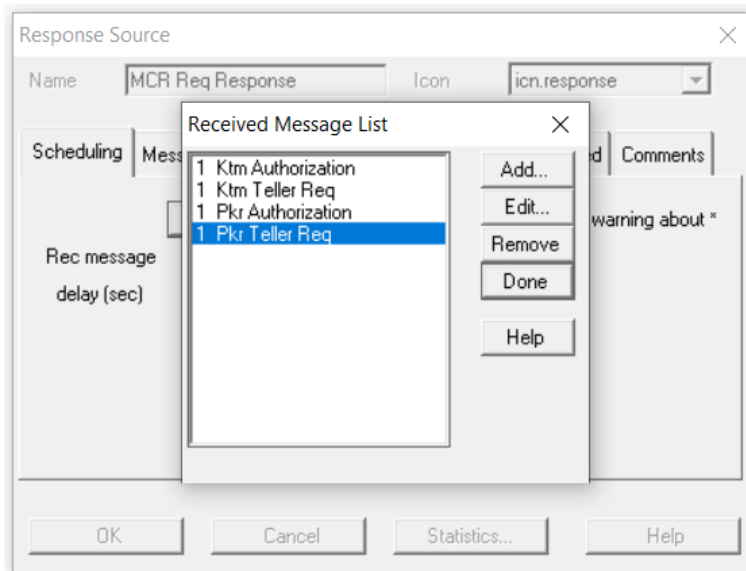 Response Source
Name MCR Req Response Icon icn.response
Received Message List
Scheduling Mess ed Comments
1 Ktm Authorization
1 Ktm Teller Req
1 Pkr Authorization
1 Pkr Teller Req
Add...
Edit...
Remove
Done
Help
warning about *
Rec message
delay (sec)
OK Cancel Statistics... Help